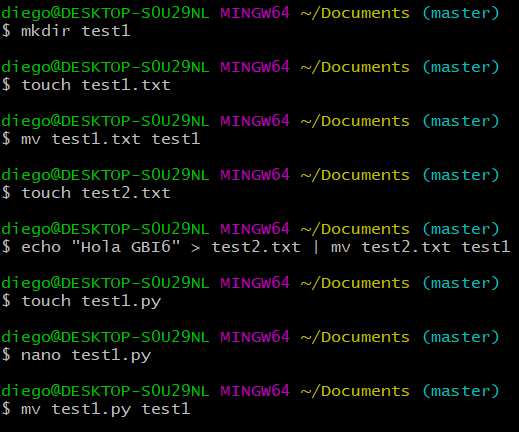 diego@DESKTOP-SOU29NL MINGW64 ~/Documents (master)
$ mkdir test1
diego@DESKTOP-SOU29NL MINGW64 ~/Documents (master)
$ touch test1.txt
diego@DESKTOP-SOU29NL MINGW64 ~/Documents (master)
$ mv test1.txt test1
diego@DESKTOP-SOU29NL MINGW64 ~/Documents (master)
$ touch test2.txt
diego@DESKTOP-SOU29NL MINGW64 ~/Documents (master)
$ echo "Hola GBI6" > test2.txt | mv test2.txt test1
diego@DESKTOP-SOU29NL MINGW64 ~/Documents (master)
$ touch test1.py
diego@DESKTOP-SOU29NL MINGW64 ~/Documents (master)
$ nano test1.py
diego@DESKTOP-SOU29NL MINGW64 ~/Documents (master)
$ mv test1.py test1